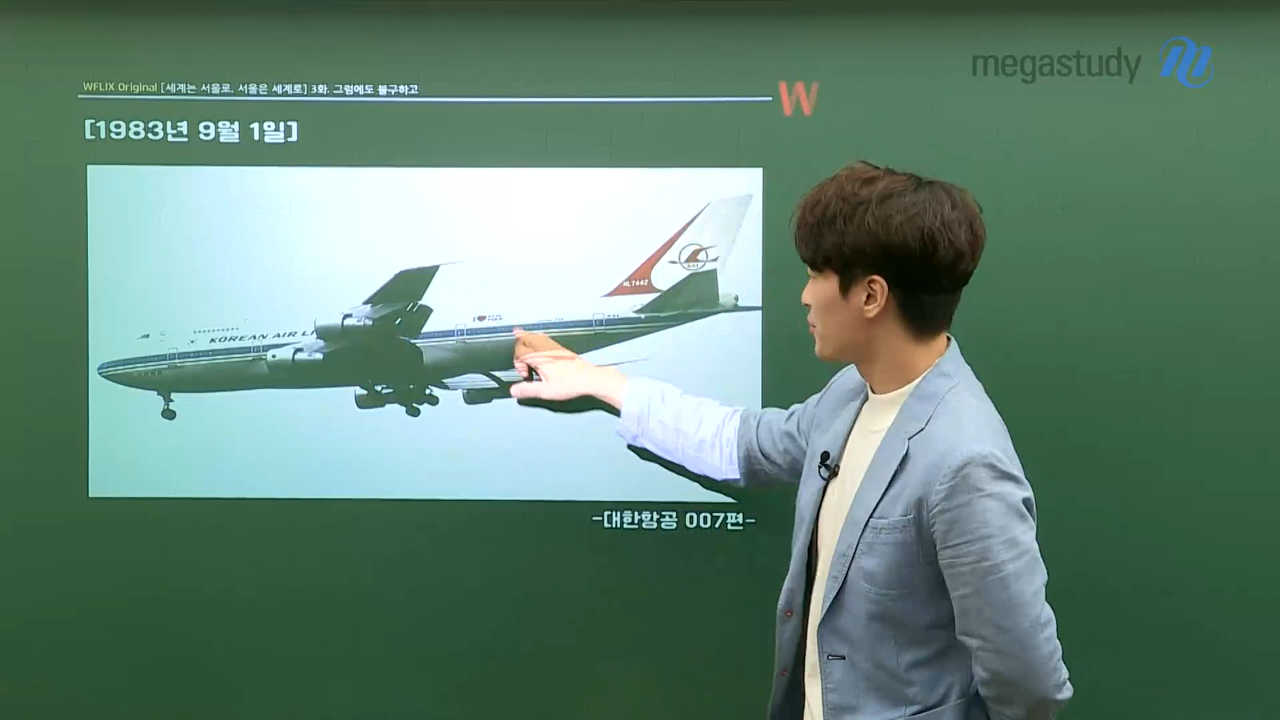 megastudy
WFLIX Original [세계는 서울로, 서울은 세계로] 3화. 그럼에도 불구하고
W
[1983년 9월 1일]
HL7442
KOREAN AIR LI
-대한항공 007편-